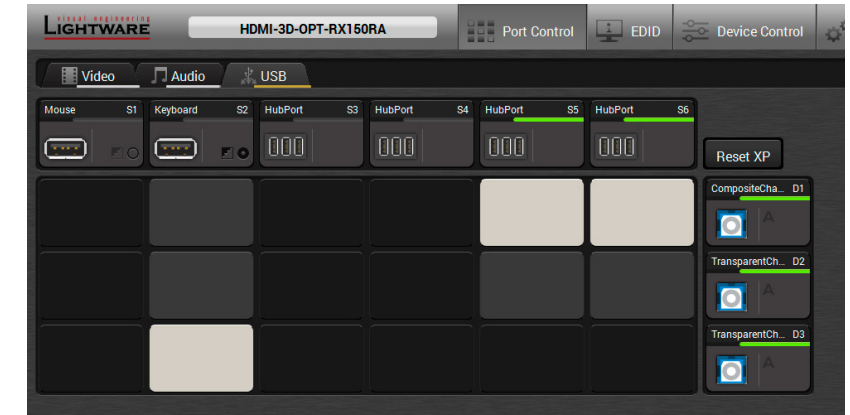 visual engineering
LIGHTWARE
HDMI-3D-OPT-RX150RA
Port Control
EDID
Device Control
Video
Audio
USB
Mouse S1
Keyboard S2
HubPort S3
HubPort S4
HubPort S5
HubPort S6
Reset XP
CompositeCha... D1
A
TransparentCh... D2
A
TransparentCh... D3
A